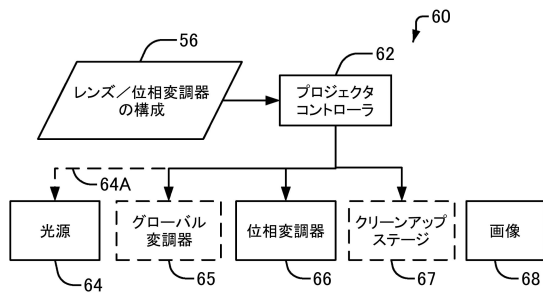 60
56
62
レンズ／位相変調器
の構成
プロジェクタ
コントローラ
64A
光源
グローバル
変調器
位相変調器
クリーンアップ
ステージ
画像
64
65
66
67
68